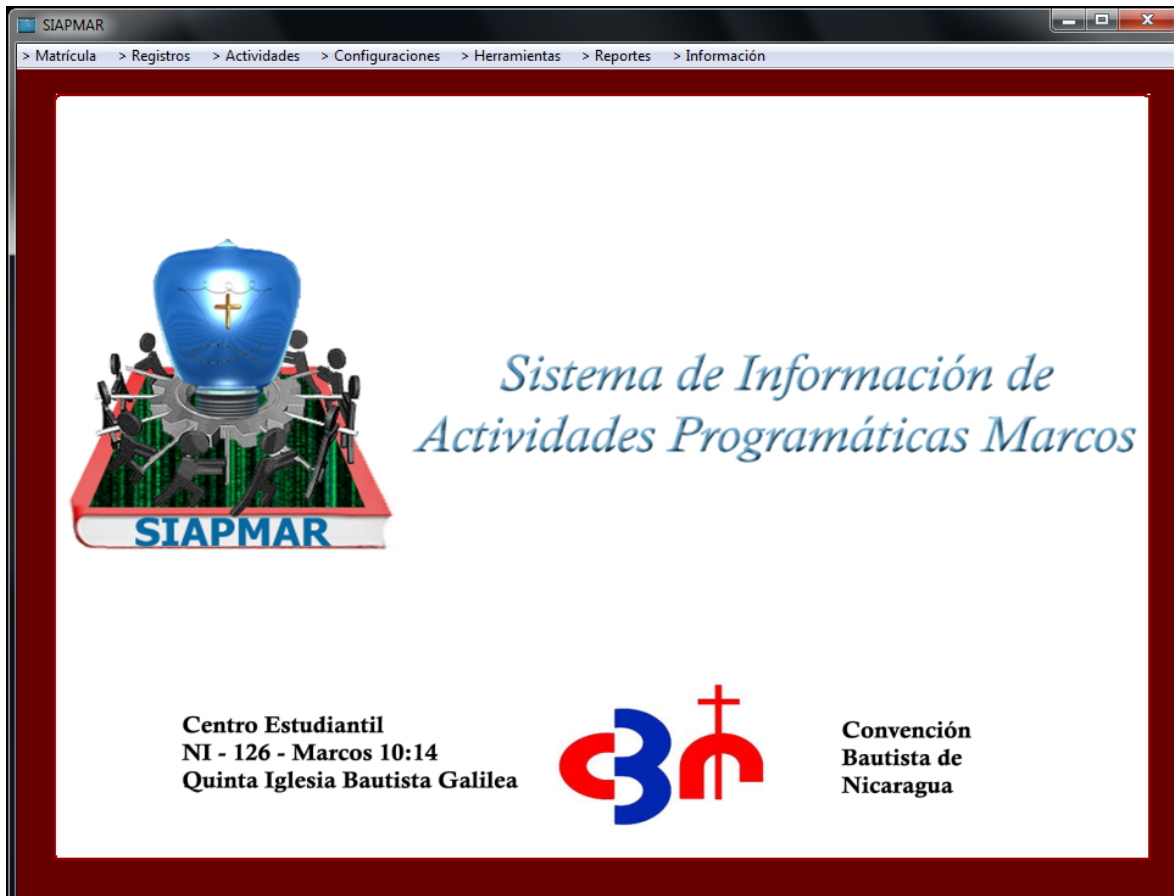 SIAPMAR
> Matrícula > Registros > Actividades > Configuraciones > Herramientas > Reportes > Información
Sistema de Información de
Actividades Programáticas Marcos
SIAPMAR
Centro Estudiantil
NI - 126 - Marcos 10:14
Quinta Iglesia Bautista Galilea
CBN
Convención
Bautista de
Nicaragua